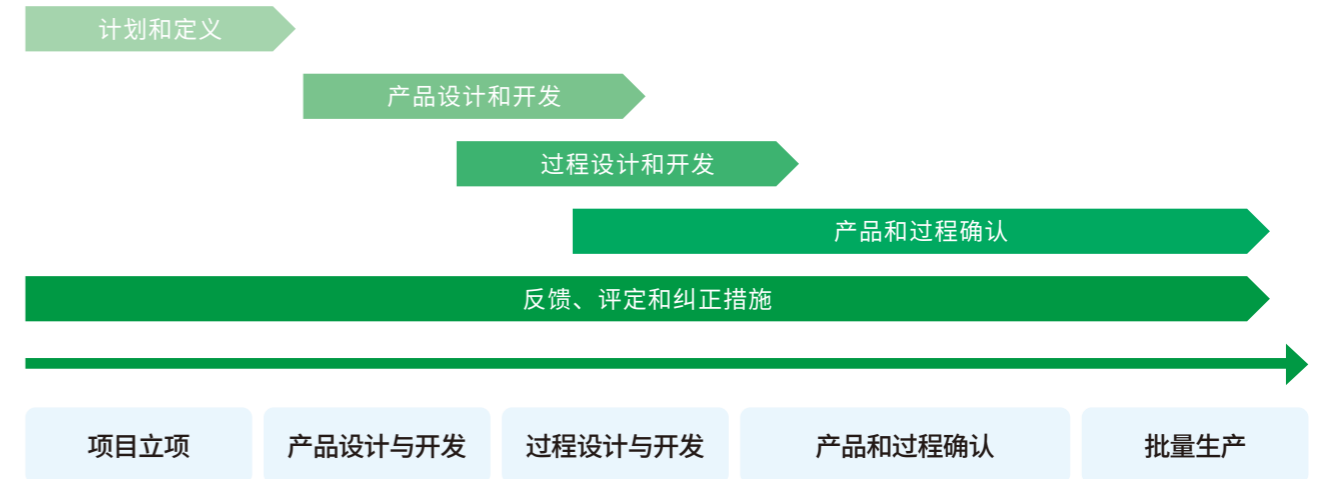 计划和定义
产品设计和开发
过程设计和开发
产品和过程确认
反馈、评定和纠正措施
项目立项
产品设计与开发
过程设计与开发
产品和过程确认
批量生产